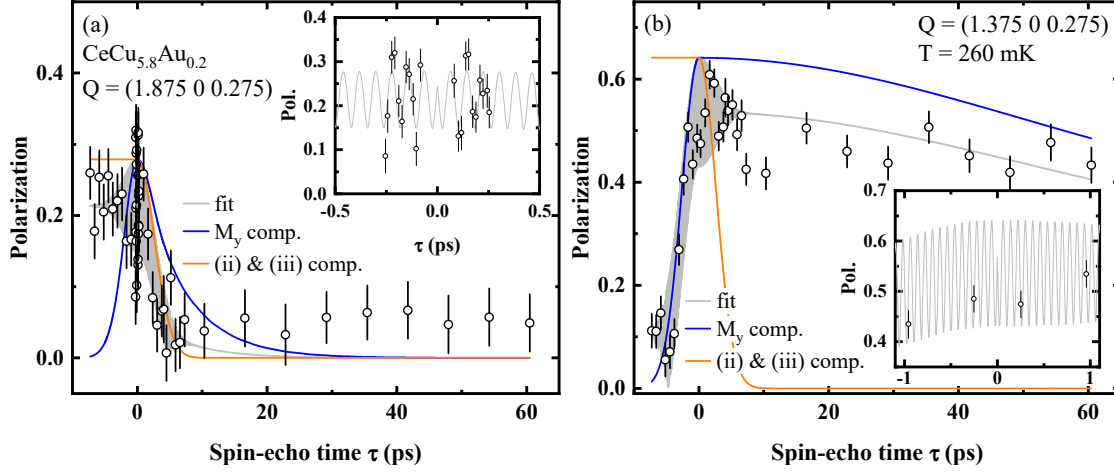 (a)
CeCu5.8Au0.2
Q = (1.875 0 0.275)
Polarization
0.4
0.2
0.0
0
20
40
60
Spin-echo time τ (ps)
fit
My comp.
(ii) & (iii) comp.
Pol.
0.4
0.3
0.2
0.1
0.0
-0.5
0.0
0.5
τ (ps)
(b)
Q = (1.375 0 0.275)
T = 260 mK
Polarization
0.6
0.4
0.2
0.0
0
20
40
60
Spin-echo time τ (ps)
fit
My comp.
(ii) & (iii) comp.
Pol.
0.7
0.6
0.5
0.4
-1
0
1